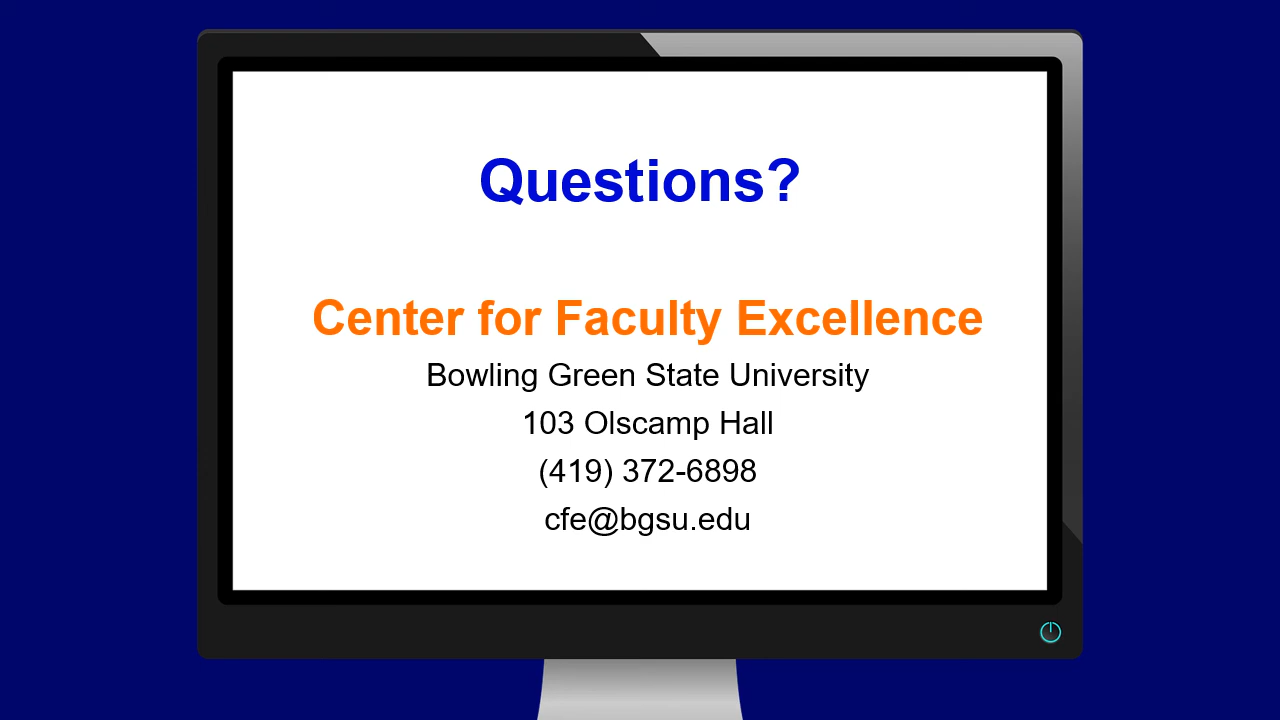 Questions?
Center for Faculty Excellence
Bowling Green State University
103 Olscamp Hall
(419) 372-6898
cfe@bgsu.edu